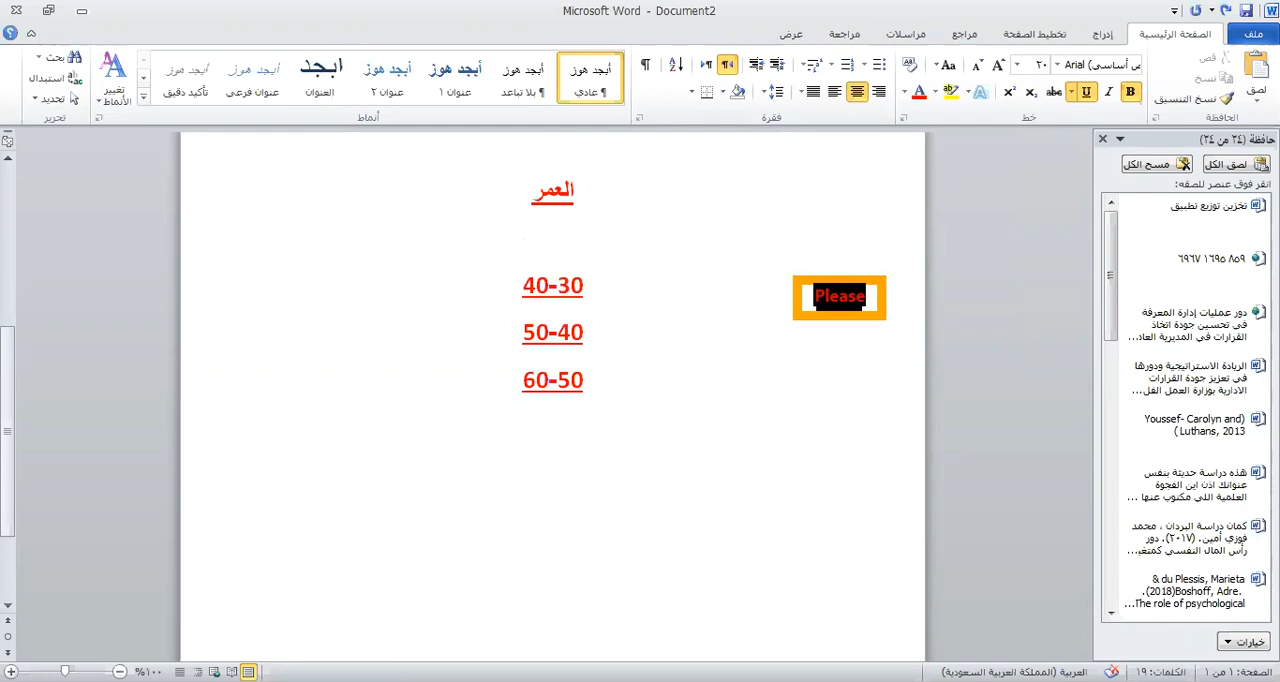 Microsoft Word - Document2
ملف
الصفحة الرئيسية
إدراج
تخطيط الصفحة
مراجع
مراسلات
مراجعة
عرض
لصق
قص
نسخ
نسخ التنسيق
الحافظة
Arial (نص أساسي)
٢٠
خط
فقرة
أبجد هوز
¶ عادي
أبجد هوز
¶ بلا تباعد
أبجد هوز
عنوان ١
أبجد هوز
عنوان ٢
ابجد
العنوان
أبجد هوز
عنوان فرعي
أبجد هوز
تأكيد دقيق
أنماط
تغيير
الأنماط
بحث
استبدال
تحديد
تحرير
العمر
40-30
50-40
60-50
Please
حافظة (٢٤ من ٢٤)
لصق الكل
مسح الكل
انقر فوق عنصر للصقه:
تخزين توزيع تطبيق
٨٥٩ ١٦٩٥ ٦٩٦٧
دور عمليات إدارة المعرفة
في تحسين جودة اتخاذ
القرارات في المديرية العاد...
الريادة الاستراتيجية ودورها
في تعزيز جودة القرارات
الادارية بوزارة العمل الفل...
Youssef- Carolyn and)
( Luthans, 2013
هذه دراسة حديثة بنفس
عنوانك اذن اين الفجوة
العلمية اللي مكتوب عنها ...
كمان دراسة البردان ، محمد
فوزي أمين. (٢٠١٧). دور
رأس المال النفسي كمتغي...
& du Plessis, Marieta
.(2018)Boshoff, Adre.
...The role of psychological
خيارات
الصفحة: ١ من ١
الكلمات: ١٩
العربية (المملكة العربية السعودية)
١٠٠%